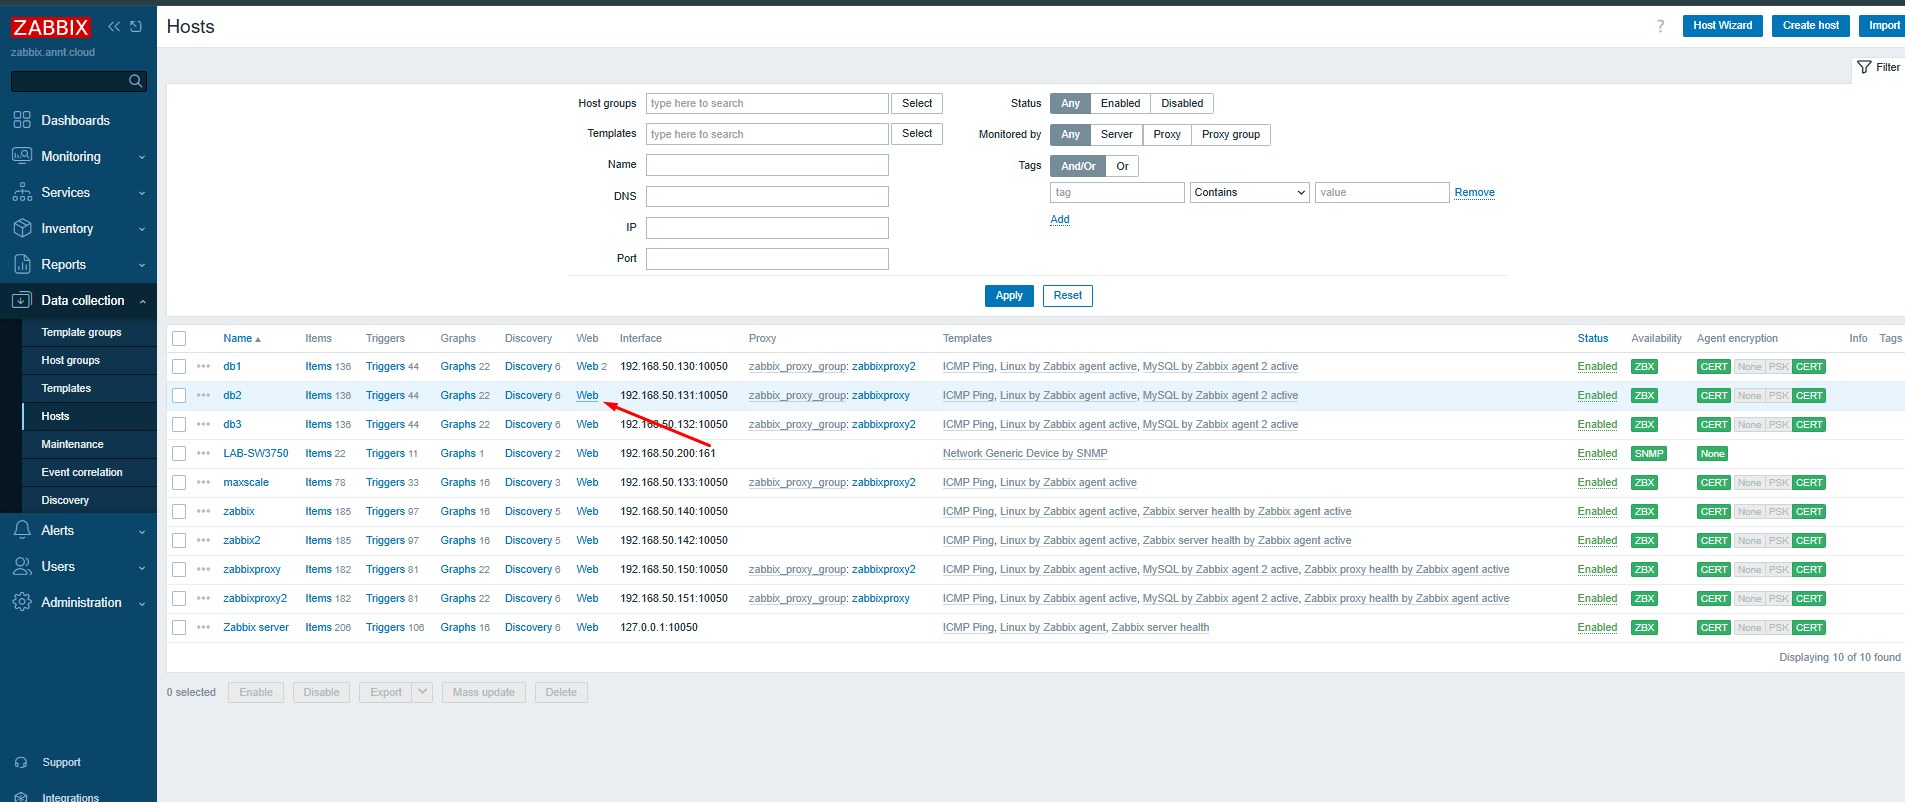 ZABBIX
zabbix.annt.cloud
Dashboards
Monitoring
Services
Inventory
Reports
Data collection
Template groups
Host groups
Templates
Hosts
Maintenance
Event correlation
Discovery
Alerts
Users
Administration
Support
Integrations
Hosts
? Host Wizard Create host Import
Filter
Host groups type here to search Select
Templates type here to search Select
Name
DNS
IP
Port
Status Any Enabled Disabled
Monitored by Any Server Proxy Proxy group
Tags And/Or Or
tag Contains value Remove
Add
Apply Reset
Name Items Triggers Graphs Discovery Web Interface Proxy Templates Status Availability Agent encryption Info Tags
db1 Items 136 Triggers 44 Graphs 22 Discovery 6 Web 2 192.168.50.130:10050 zabbix_proxy_group: zabbixproxy2 ICMP Ping, Linux by Zabbix agent active, MySQL by Zabbix agent 2 active Enabled ZBX CERT None PSK CERT
db2 Items 136 Triggers 44 Graphs 22 Discovery 6 Web 192.168.50.131:10050 zabbix_proxy_group: zabbixproxy ICMP Ping, Linux by Zabbix agent active, MySQL by Zabbix agent 2 active Enabled ZBX CERT None PSK CERT
db3 Items 136 Triggers 44 Graphs 22 Discovery 6 Web 192.168.50.132:10050 zabbix_proxy_group: zabbixproxy2 ICMP Ping, Linux by Zabbix agent active, MySQL by Zabbix agent 2 active Enabled ZBX CERT None PSK CERT
LAB-SW3750 Items 22 Triggers 11 Graphs 1 Discovery 2 Web 192.168.50.200:161 Network Generic Device by SNMP Enabled SNMP None
maxscale Items 78 Triggers 33 Graphs 16 Discovery 3 Web 192.168.50.133:10050 zabbix_proxy_group: zabbixproxy2 ICMP Ping, Linux by Zabbix agent active Enabled ZBX CERT None PSK CERT
zabbix Items 185 Triggers 97 Graphs 16 Discovery 5 Web 192.168.50.140:10050 ICMP Ping, Linux by Zabbix agent active, Zabbix server health by Zabbix agent active Enabled ZBX CERT None PSK CERT
zabbix2 Items 185 Triggers 97 Graphs 16 Discovery 5 Web 192.168.50.142:10050 ICMP Ping, Linux by Zabbix agent active, Zabbix server health by Zabbix agent active Enabled ZBX CERT None PSK CERT
zabbixproxy Items 182 Triggers 81 Graphs 22 Discovery 6 Web 192.168.50.150:10050 zabbix_proxy_group: zabbixproxy2 ICMP Ping, Linux by Zabbix agent active, MySQL by Zabbix agent 2 active, Zabbix proxy health by Zabbix agent active Enabled ZBX CERT None PSK CERT
zabbixproxy2 Items 182 Triggers 81 Graphs 22 Discovery 6 Web 192.168.50.151:10050 zabbix_proxy_group: zabbixproxy ICMP Ping, Linux by Zabbix agent active, MySQL by Zabbix agent 2 active, Zabbix proxy health by Zabbix agent active Enabled ZBX CERT None PSK CERT
Zabbix server Items 206 Triggers 106 Graphs 16 Discovery 6 Web 127.0.0.1:10050 ICMP Ping, Linux by Zabbix agent, Zabbix server health Enabled ZBX CERT None PSK CERT
Displaying 10 of 10 found
0 selected Enable Disable Export Mass update Delete